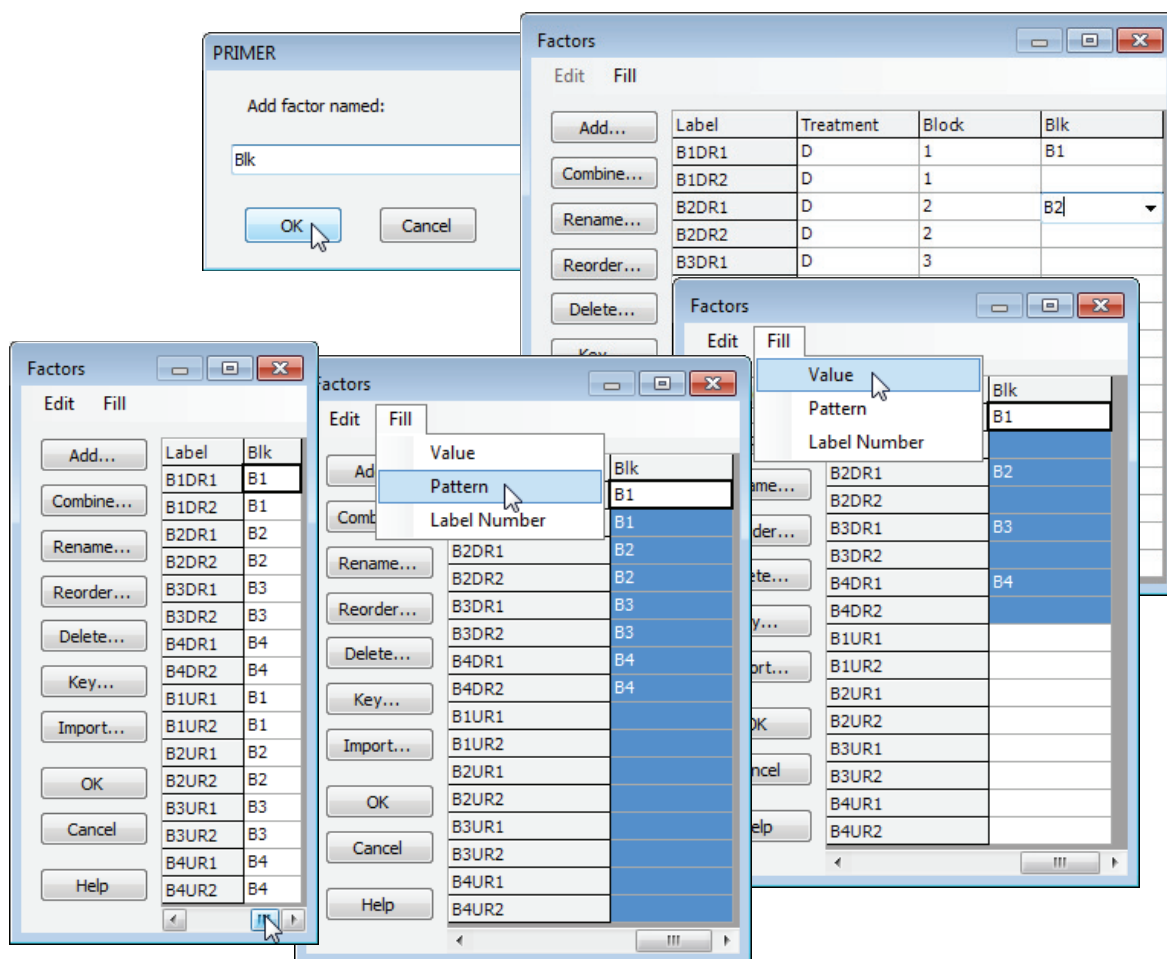 PRIMER
Add factor named:
Blk
OK Cancel
Factors
Edit Fill
Add...
Combine...
Rename...
Reorder...
Delete...
Label Treatment Block Blk
B1DR1 D 1 B1
B1DR2 D 1
B2DR1 D 2 B2
B2DR2 D 2
B3DR1 D 3
Factors
Edit Fill
Value
Pattern
Label Number
Blk
B1
B2DR1 B2
B2DR2
B3DR1 B3
B3DR2
B4DR1 B4
B4DR2
B1UR1
B1UR2
B2UR1
B2UR2
B3UR1
B3UR2
B4UR1
B4UR2
Factors
Edit Fill
Add...
Combine...
Rename...
Reorder...
Delete...
Key...
Import...
OK
Cancel
Help
Label Blk
B1DR1 B1
B1DR2 B1
B2DR1 B2
B2DR2 B2
B3DR1 B3
B3DR2 B3
B4DR1 B4
B4DR2 B4
B1UR1 B1
B1UR2 B1
B2UR1 B2
B2UR2 B2
B3UR1 B3
B3UR2 B3
B4UR1 B4
B4UR2 B4
Factors
Edit Fill
Value
Pattern
Label Number
Rename...
Reorder...
Delete...
Key...
Import...
OK
Cancel
Help
Blk
B1
B1
B2DR1 B2
B2DR2 B2
B3DR1 B3
B3DR2 B3
B4DR1 B4
B4DR2 B4
B1UR1
B1UR2
B2UR1
B2UR2
B3UR1
B3UR2
B4UR1
B4UR2